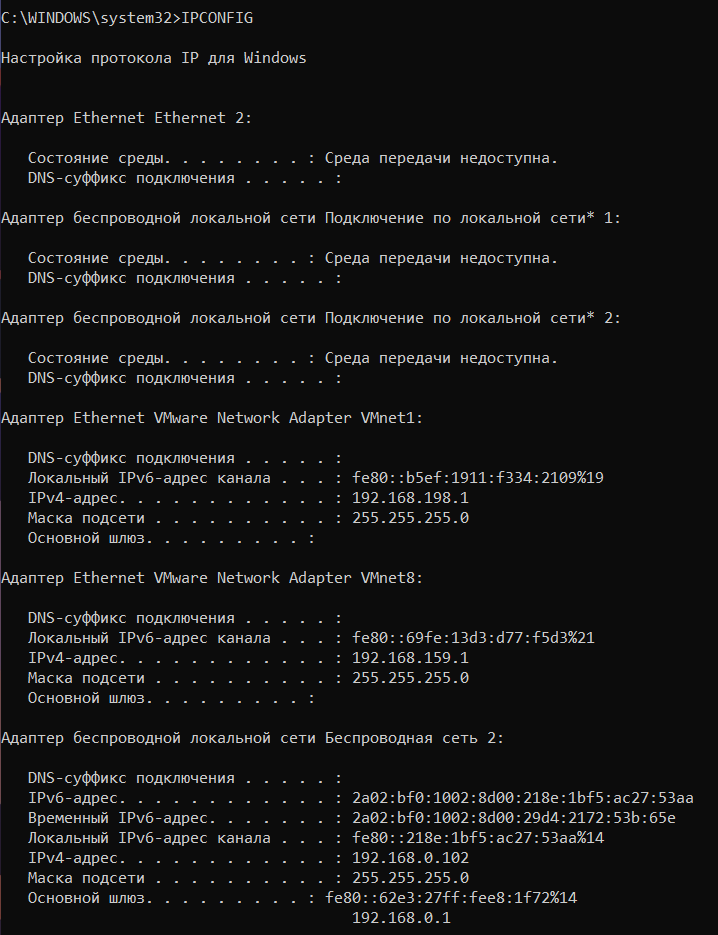 C:\WINDOWS\system32>IPCONFIG
Настройка протокола IP для Windows
Адаптер Ethernet Ethernet 2:
Состояние среды. . . . . . . . : Среда передачи недоступна.
DNS-суффикс подключения . . . . . :
Адаптер беспроводной локальной сети Подключение по локальной сети* 1:
Состояние среды. . . . . . . . : Среда передачи недоступна.
DNS-суффикс подключения . . . . . :
Адаптер беспроводной локальной сети Подключение по локальной сети* 2:
Состояние среды. . . . . . . . : Среда передачи недоступна.
DNS-суффикс подключения . . . . . :
Адаптер Ethernet VMware Network Adapter VMnet1:
DNS-суффикс подключения . . . . . :
Локальный IPv6-адрес канала . . . : fe80::b5ef:1911:f334:2109%19
IPv4-адрес. . . . . . . . . . . . : 192.168.198.1
Маска подсети . . . . . . . . . . : 255.255.255.0
Основной шлюз. . . . . . . . . :
Адаптер Ethernet VMware Network Adapter VMnet8:
DNS-суффикс подключения . . . . . :
Локальный IPv6-адрес канала . . . : fe80::69fe:13d3:d77:f5d3%21
IPv4-адрес. . . . . . . . . . . . : 192.168.159.1
Маска подсети . . . . . . . . . . : 255.255.255.0
Основной шлюз. . . . . . . . . :
Адаптер беспроводной локальной сети Беспроводная сеть 2:
DNS-суффикс подключения . . . . . :
IPv6-адрес. . . . . . . . . . . . : 2a02:bf0:1002:8d00:218e:1bf5:ac27:53aa
Временный IPv6-адрес. . . . . . . : 2a02:bf0:1002:8d00:29d4:2172:53b:65e
Локальный IPv6-адрес канала . . . : fe80::218e:1bf5:ac27:53aa%14
IPv4-адрес. . . . . . . . . . . . : 192.168.0.102
Маска подсети . . . . . . . . . . : 255.255.255.0
Основной шлюз. . . . . . . . . : fe80::62e3:27ff:fee8:1f72%14
192.168.0.1